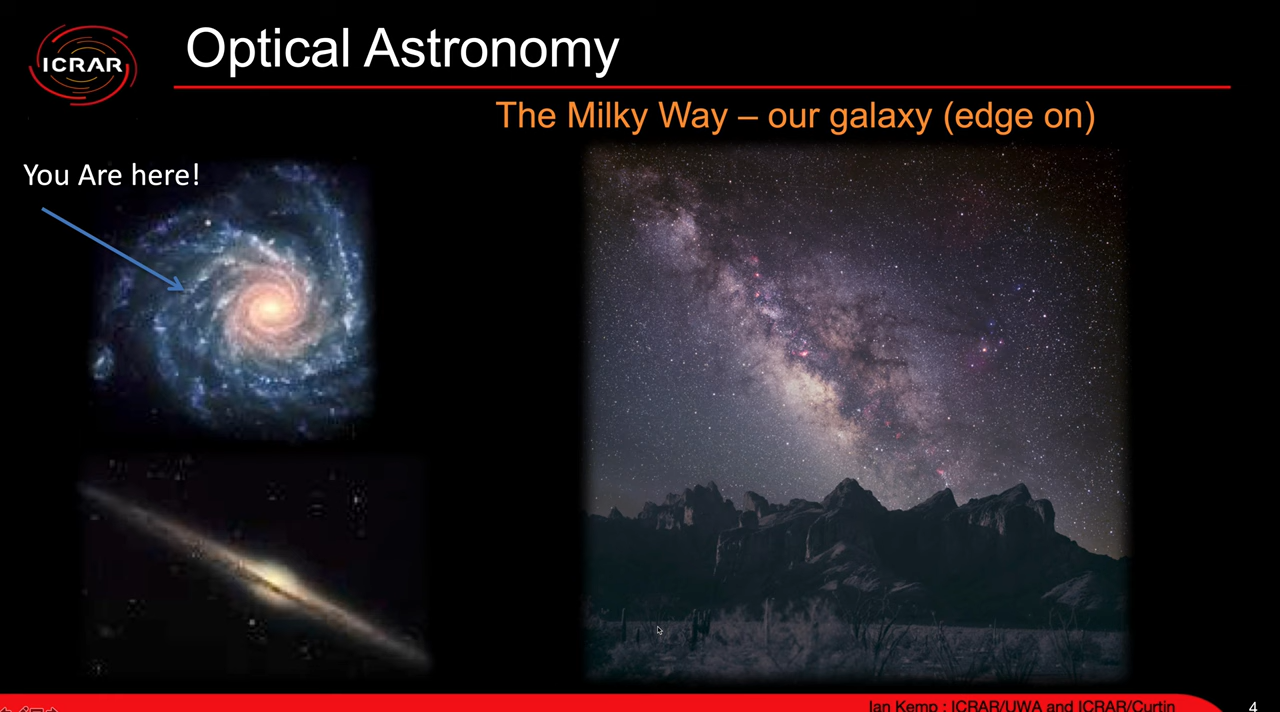 ICRAR
Optical Astronomy
The Milky Way – our galaxy (edge on)
You Are here!
Ian Kemp : ICRAR/UWA and ICRAR/Curtin
4